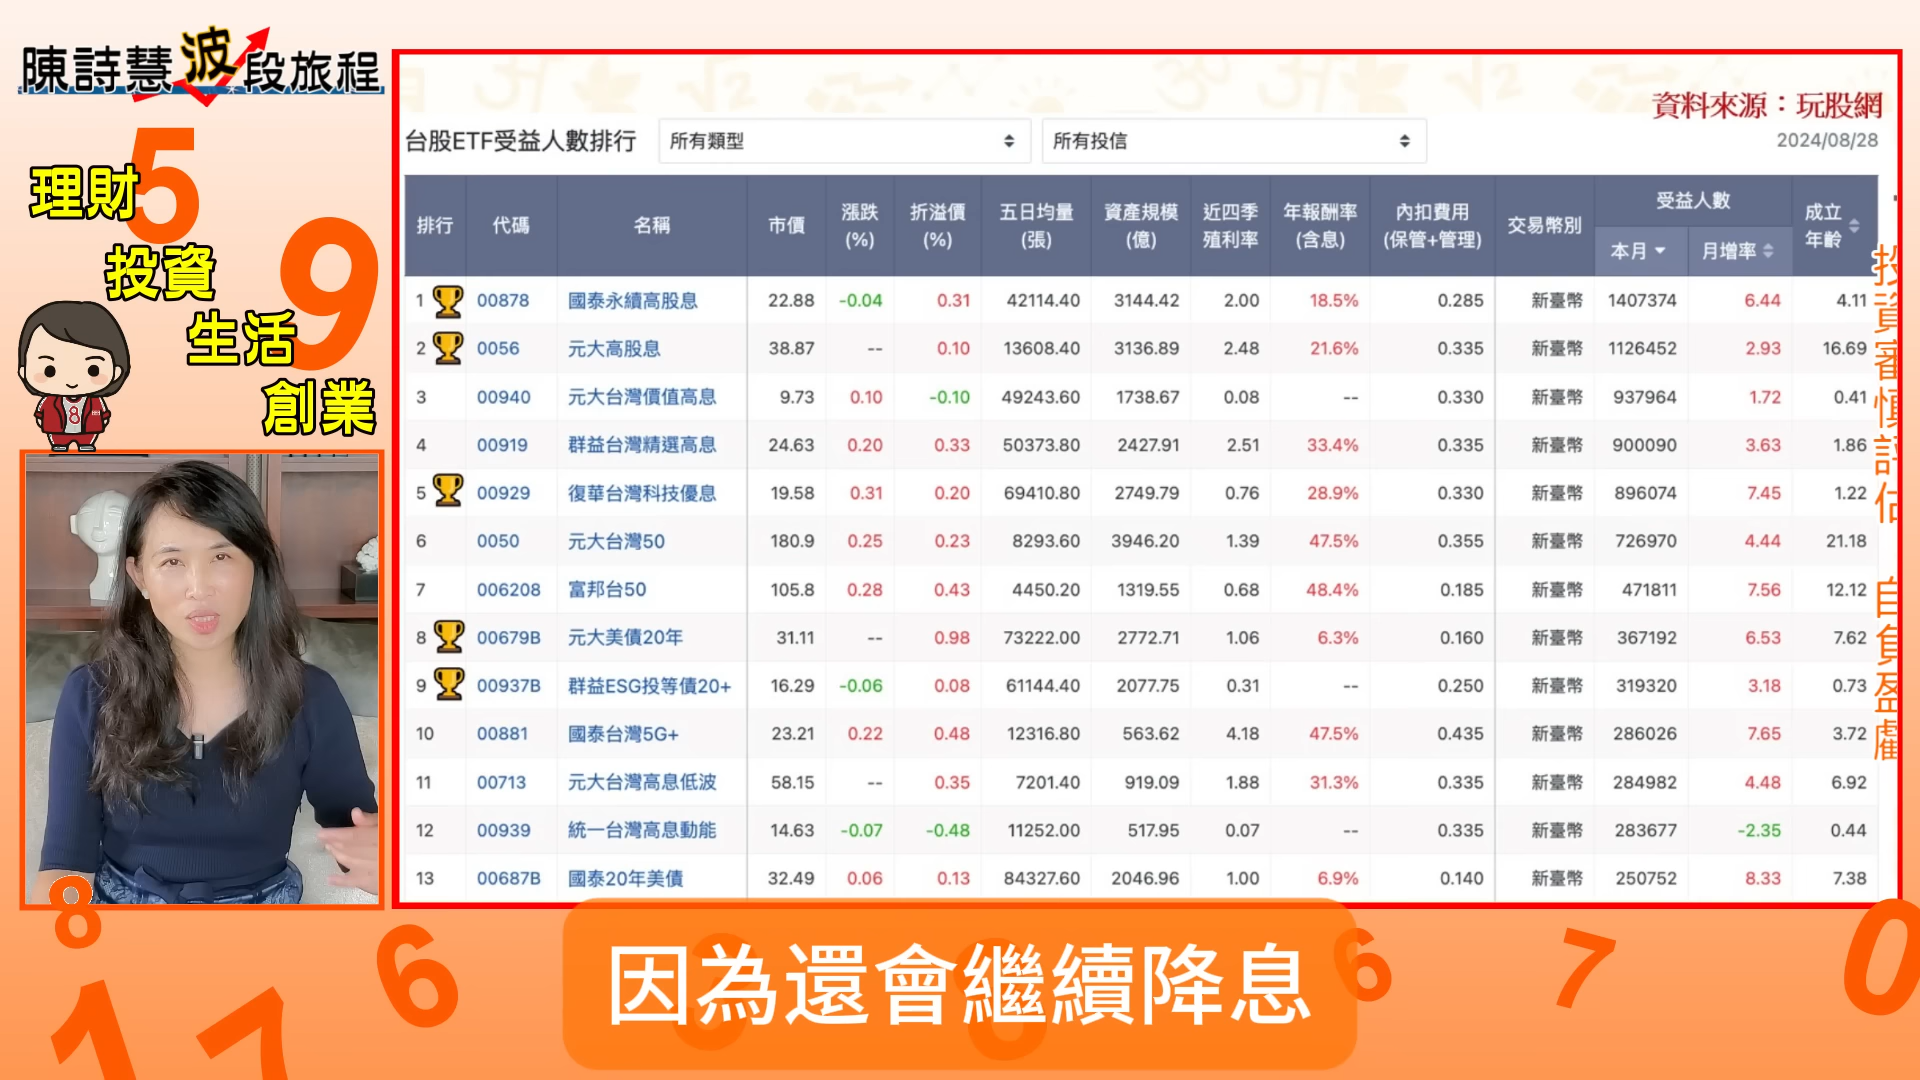 陳詩慧波段旅程
5
理財
9
投資
生活
創業
8
資料來源：玩股網
2024/08/28
台股ETF受益人數排行 所有類型 所有投信
排行 代碼 名稱 市價 漲跌(%) 折溢價(%) 五日均量(張) 資產規模(億) 近四季殖利率 年報酬率(含息) 內扣費用(保管+管理) 交易幣別 受益人數 本月 月增率 成立年齡
1 00878 國泰永續高股息 22.88 -0.04 0.31 42114.40 3144.42 2.00 18.5% 0.285 新臺幣 1407374 6.44 4.11
2 0056 元大高股息 38.87 -- 0.10 13608.40 3136.89 2.48 21.6% 0.335 新臺幣 1126452 2.93 16.69
3 00940 元大台灣價值高息 9.73 0.10 -0.10 49243.60 1738.67 0.08 -- 0.330 新臺幣 937964 1.72 0.41
4 00919 群益台灣精選高息 24.63 0.20 0.33 50373.80 2427.91 2.51 33.4% 0.335 新臺幣 900090 3.63 1.86
5 00929 復華台灣科技優息 19.58 0.31 0.20 69410.80 2749.79 0.76 28.9% 0.330 新臺幣 896074 7.45 1.22
6 0050 元大台灣50 180.9 0.25 0.23 8293.60 3946.20 1.39 47.5% 0.355 新臺幣 726970 4.44 21.18
7 006208 富邦台50 105.8 0.28 0.43 4450.20 1319.55 0.68 48.4% 0.185 新臺幣 471811 7.56 12.12
8 00679B 元大美債20年 31.11 -- 0.98 73222.00 2772.71 1.06 6.3% 0.160 新臺幣 367192 6.53 7.62
9 00937B 群益ESG投等債20+ 16.29 -0.06 0.08 61144.40 2077.75 0.31 -- 0.250 新臺幣 319320 3.18 0.73
10 00881 國泰台灣5G+ 23.21 0.22 0.48 12316.80 563.62 4.18 47.5% 0.435 新臺幣 286026 7.65 3.72
11 00713 元大台灣高息低波 58.15 -- 0.35 7201.40 919.09 1.88 31.3% 0.335 新臺幣 284982 4.48 6.92
12 00939 統一台灣高息動能 14.63 -0.07 -0.48 11252.00 517.95 0.07 -- 0.335 新臺幣 283677 -2.35 0.44
13 00687B 國泰20年美債 32.49 0.06 0.13 84327.60 2046.96 1.00 6.9% 0.140 新臺幣 250752 8.33 7.38
投資審慎評估 自負盈虧
8
6
1
7
因為還會繼續降息
6
7
0